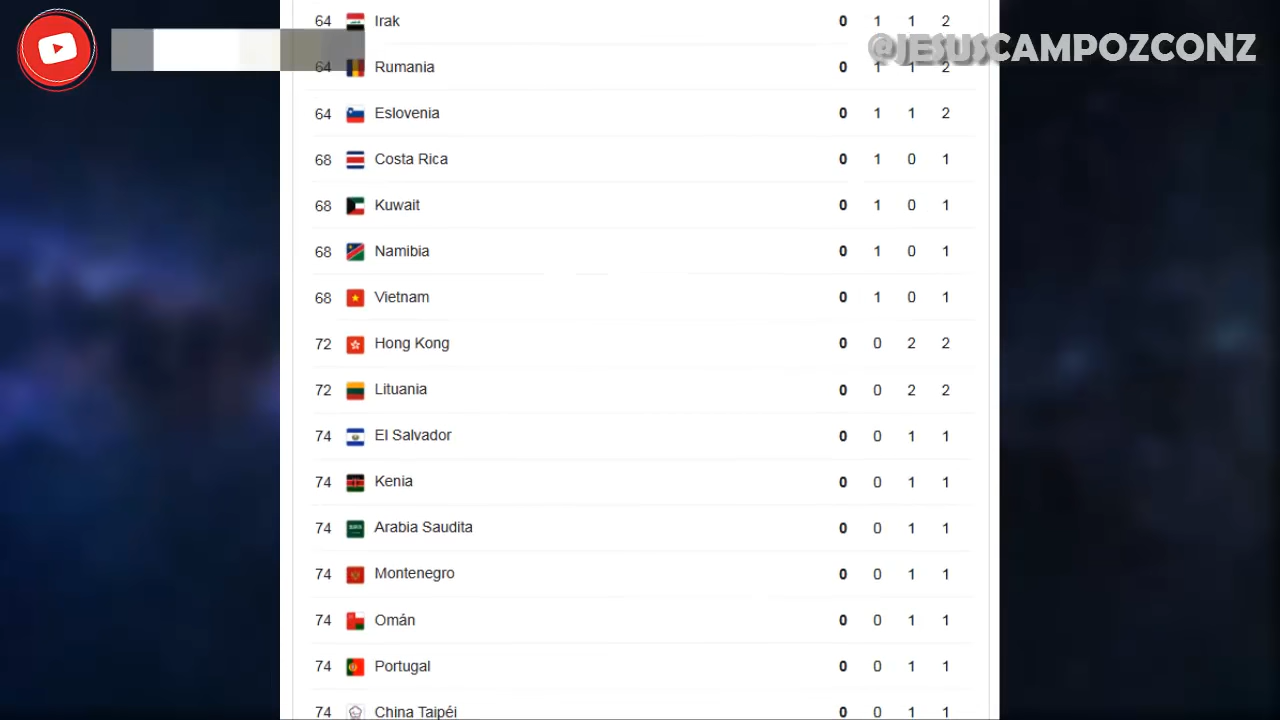 @JESUSCAMPOZCONZ
64 Irak 0 1 1 2
64 Rumania 0 1 1 2
64 Eslovenia 0 1 1 2
68 Costa Rica 0 1 0 1
68 Kuwait 0 1 0 1
68 Namibia 0 1 0 1
68 Vietnam 0 1 0 1
72 Hong Kong 0 0 2 2
72 Lituania 0 0 2 2
74 El Salvador 0 0 1 1
74 Kenia 0 0 1 1
74 Arabia Saudita 0 0 1 1
74 Montenegro 0 0 1 1
74 Omán 0 0 1 1
74 Portugal 0 0 1 1
74 China Taipéi 0 0 1 1